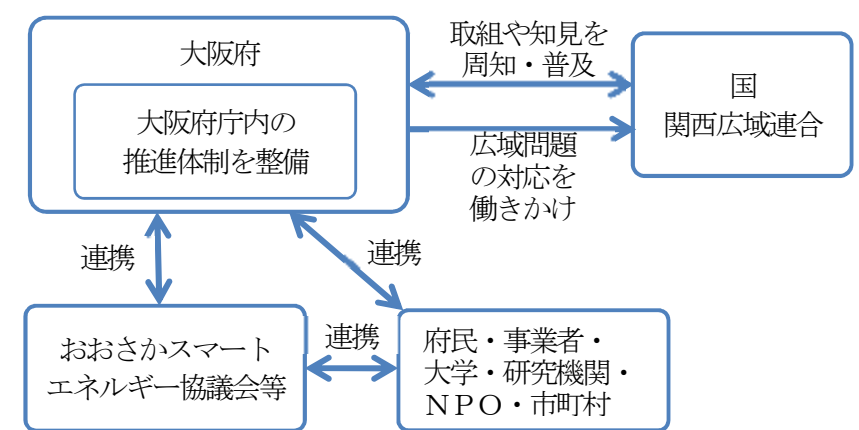 大阪府
大阪府庁内の
推進体制を整備
取組や知見を
周知・普及
広域問題
の対応を
働きかけ
国
関西広域連合
連携
連携
おおさかスマート
エネルギー協議会等
連携
府民・事業者・
大学・研究機関・
ＮＰＯ・市町村